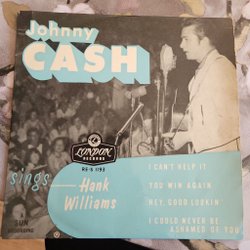 Johnny
CASH
LONDON
RECORDS
RE-S 1193
sings
Hank
Williams
I CAN'T HELP IT
YOU WIN AGAIN
HEY, GOOD LOOKIN'
I COULD NEVER BE
ASHAMED OF YOU
SUN
RECORDING